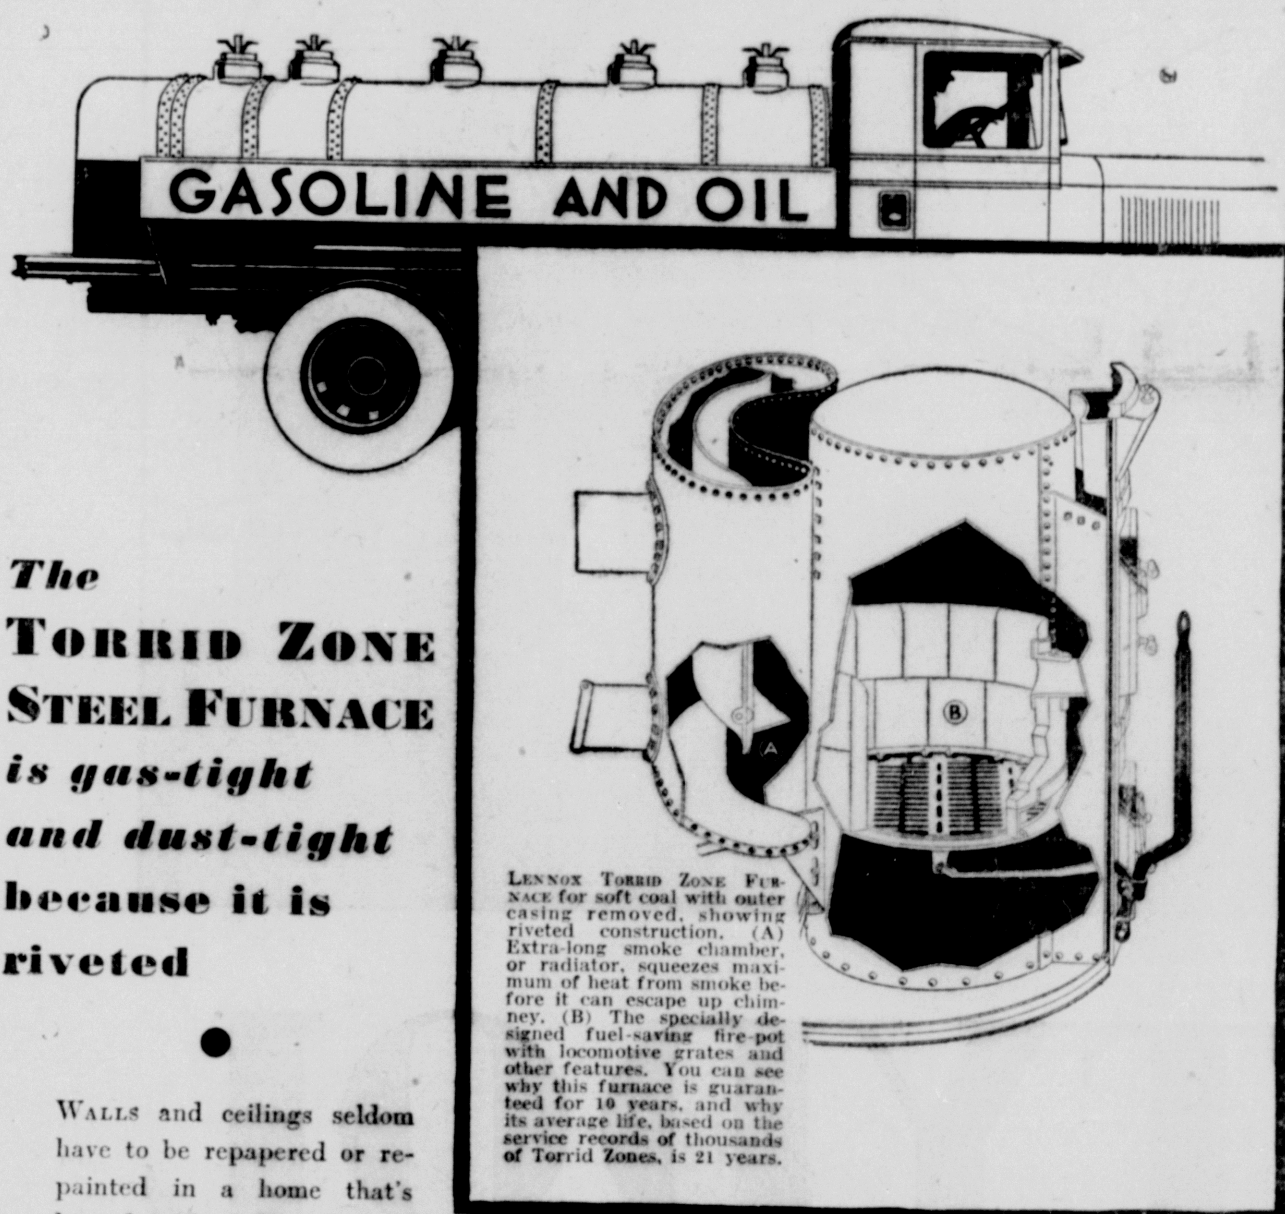 GASOLINE AND OIL
The
TORRID ZONE
STEEL FURNACE
is gas-tight
and dust-tight
because it is
riveted
WALLS and ceilings seldom
have to be repapered or re-
painted in a home that's
(A)
(B)
LENNOX TORRID ZONE FUR-
NACE for soft coal with outer
casing removed, showing
riveted construction. (A)
Extra-long smoke chamber,
or radiator, squeezes maxi-
mum of heat from smoke be-
fore it can escape up chim-
ney. (B) The specially de-
signed fuel-saving fire-pot
with locomotive grates and
other features. You can see
why this furnace is guaran-
teed for 10 years, and why
its average life, based on the
service records of thousands
of Torrid Zones, is 21 years.